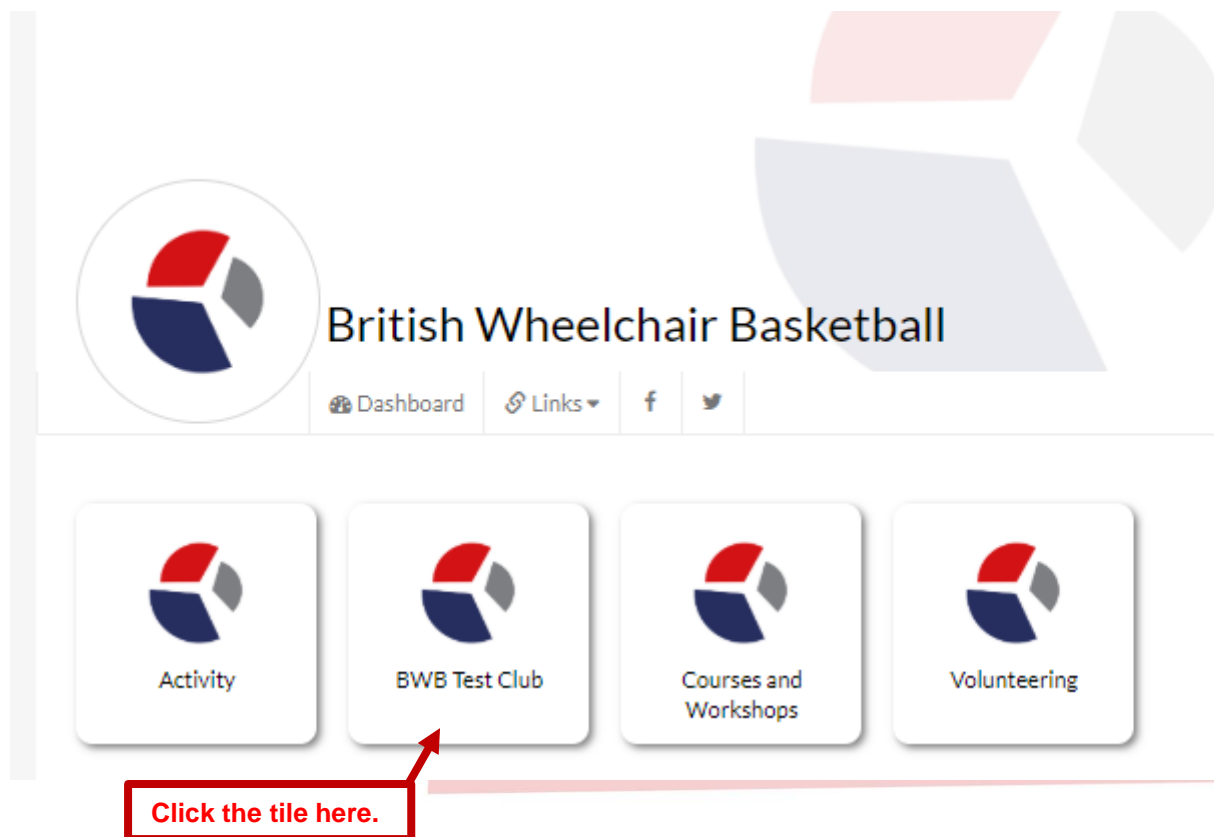 British Wheelchair Basketball
Dashboard Links
Activity
BWB Test Club
Courses and
Workshops
Volunteering
Click the tile here.